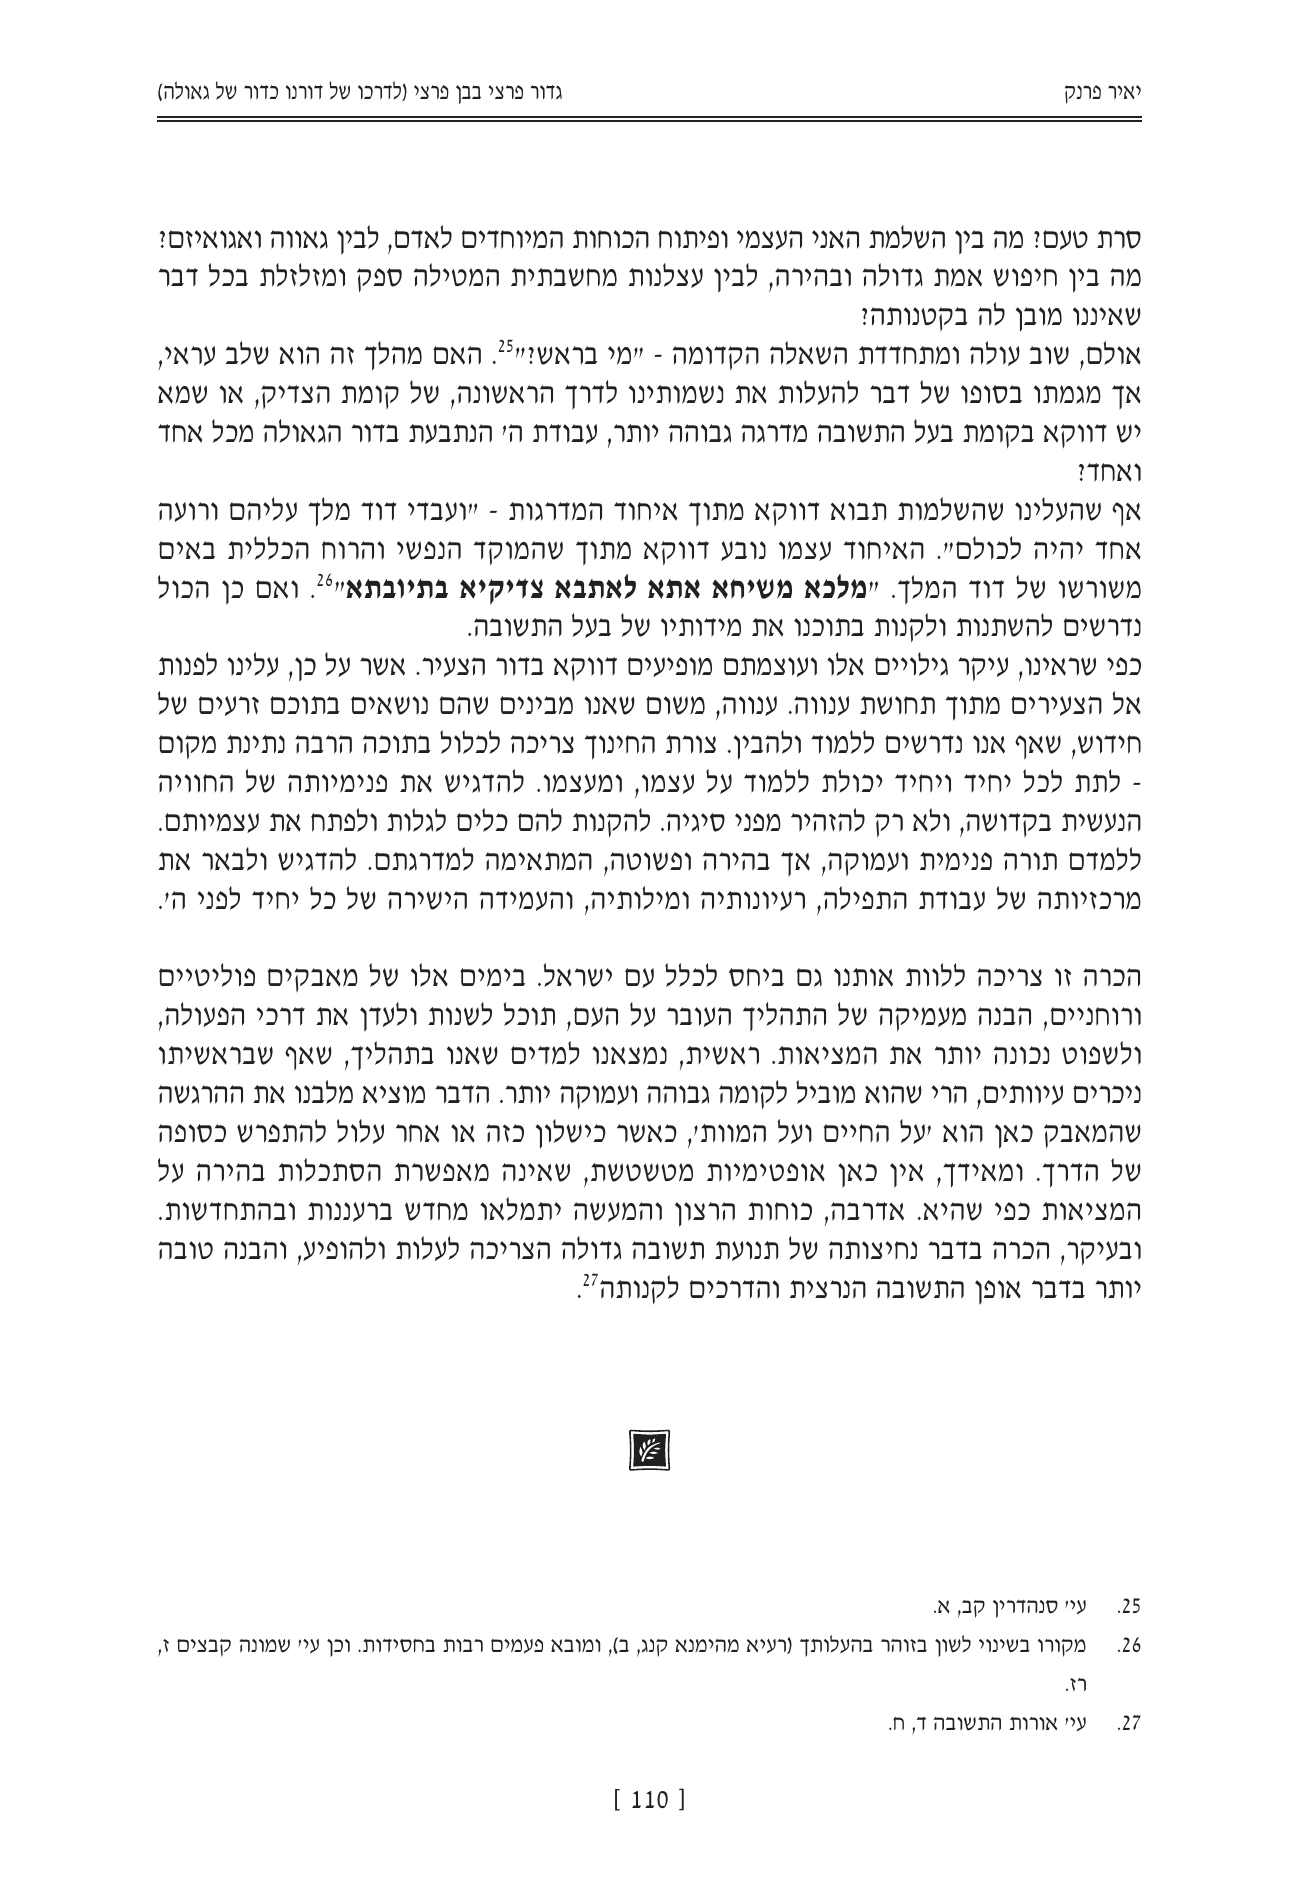 יאיר פרנק
גדור פרצי בבן פרצי (לדרכו של דורנו כדור של גאולה)
סרת טעם? מה בין השלמת האני העצמי ופיתוח הכוחות המיוחדים לאדם, לבין גאווה ואגואיזם?
מה בין חיפוש אמת גדולה ובהירה, לבין עצלנות מחשבתית המטילה ספק ומזלזלת בכל דבר
שאיננו מובן לה בקטנותה?
אולם, שוב עולה ומתחדדת השאלה הקדומה - "מי בראש?"25. האם מהלך זה הוא שלב עראי,
אך מגמתו בסופו של דבר להעלות את נשמותינו לדרך הראשונה, של קומת הצדיק, או שמא
יש דווקא בקומת בעל התשובה מדרגה גבוהה יותר, עבודת ה' הנתבעת בדור הגאולה מכל אחד
ואחד?
אף שהעלינו שהשלמות תבוא דווקא מתוך איחוד המדרגות - "ועבדי דוד מלך עליהם ורועה
אחד יהיה לכולם". האיחוד עצמו נובע דווקא מתוך שהמוקד הנפשי והרוח הכללית באים
משורשו של דוד המלך. "מלכא משיחא אתא לאתבא צדיקיא בתיובתא"26. ואם כן הכול
נדרשים להשתנות ולקנות בתוכנו את מידותיו של בעל התשובה.
כפי שראינו, עיקר גילויים אלו ועוצמתם מופיעים דווקא בדור הצעיר. אשר על כן, עלינו לפנות
אל הצעירים מתוך תחושת ענווה. ענווה, משום שאנו מבינים שהם נושאים בתוכם זרעים של
חידוש, שאף אנו נדרשים ללמוד ולהבין. צורת החינוך צריכה לכלול בתוכה הרבה נתינת מקום
- לתת לכל יחיד ויחיד יכולת ללמוד על עצמו, ומעצמו. להדגיש את פנימיותה של החוויה
הנעשית בקדושה, ולא רק להזהיר מפני סיגיה. להקנות להם כלים לגלות ולפתח את עצמיותם.
ללמדם תורה פנימית ועמוקה, אך בהירה ופשוטה, המתאימה למדרגתם. להדגיש ולבאר את
מרכזיותה של עבודת התפילה, רעיונותיה ומילותיה, והעמידה הישירה של כל יחיד לפני ה'.
הכרה זו צריכה ללוות אותנו גם ביחס לכלל עם ישראל. בימים אלו של מאבקים פוליטיים
ורוחניים, הבנה מעמיקה של התהליך העובר על העם, תוכל לשנות ולעדן את דרכי הפעולה,
ולשפוט נכונה יותר את המציאות. ראשית, נמצאנו למדים שאנו בתהליך, שאף שבראשיתו
ניכרים עיוותים, הרי שהוא מוביל לקומה גבוהה ועמוקה יותר. הדבר מוציא מלבנו את ההרגשה
שהמאבק כאן הוא 'על החיים ועל המוות', כאשר כישלון כזה או אחר עלול להתפרש כסופה
של הדרך. ומאידך, אין כאן אופטימיות מטשטשת, שאינה מאפשרת הסתכלות בהירה על
המציאות כפי שהיא. אדרבה, כוחות הרצון והמעשה יתמלאו מחדש ברעננות ובהתחדשות.
ובעיקר, הכרה בדבר נחיצותה של תנועת תשובה גדולה הצריכה לעלות ולהופיע, והבנה טובה
יותר בדבר אופן התשובה הנרצית והדרכים לקנותה27.
25. עי' סנהדרין קב, א.
26. מקורו בשינוי לשון בזוהר בהעלותך (רעיא מהימנא קנג, ב), ומובא פעמים רבות בחסידות. וכן עי' שמונה קבצים ז,
רז.
27. עי' אורות התשובה ד, ח.
[ 110 ]